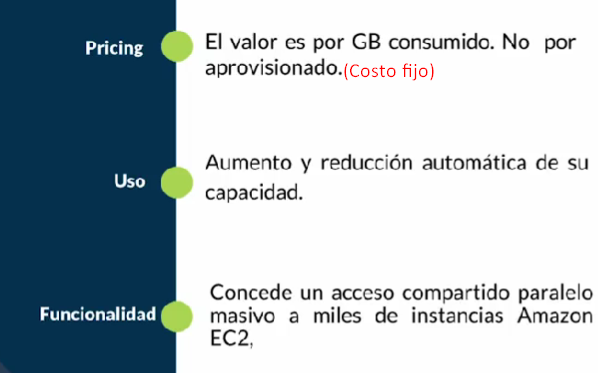 Pricing
El valor es por GB consumido. No por
aprovisionado.(Costo fijo)
Uso
Aumento y reducción automática de su
capacidad.
Funcionalidad
Concede un acceso compartido paralelo
masivo a miles de instancias Amazon
EC2,